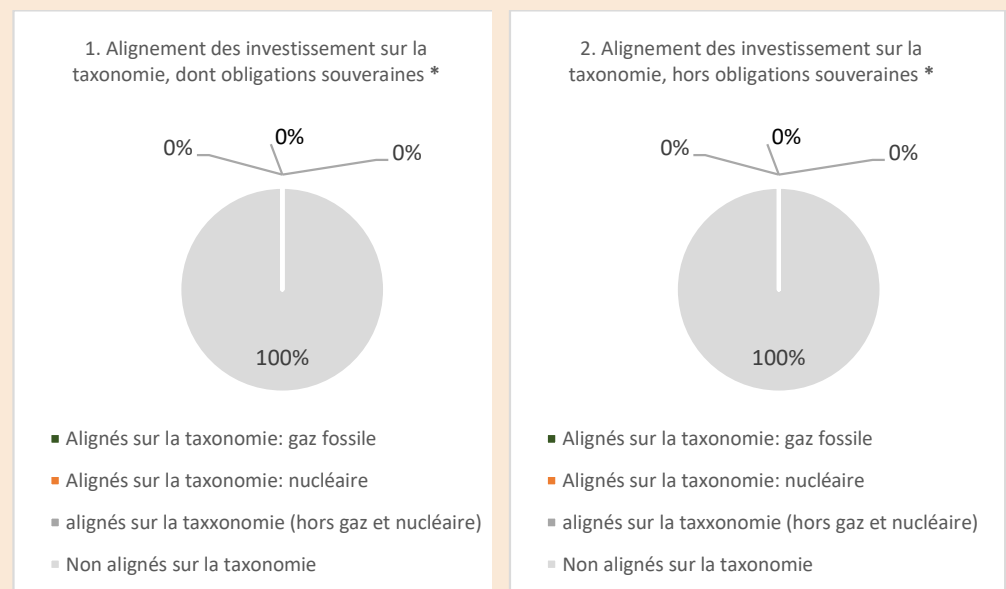 1. Alignement des investissement sur la
taxonomie, dont obligations souveraines *
0%
0%
0%
100%
Alignés sur la taxonomie: gaz fossile
Alignés sur la taxonomie: nucléaire
alignés sur la taxxonomie (hors gaz et nucléaire)
Non alignés sur la taxonomie
2. Alignement des investissement sur la
taxonomie, hors obligations souveraines *
0%
0%
0%
100%
Alignés sur la taxonomie: gaz fossile
Alignés sur la taxonomie: nucléaire
alignés sur la taxxonomie (hors gaz et nucléaire)
Non alignés sur la taxonomie